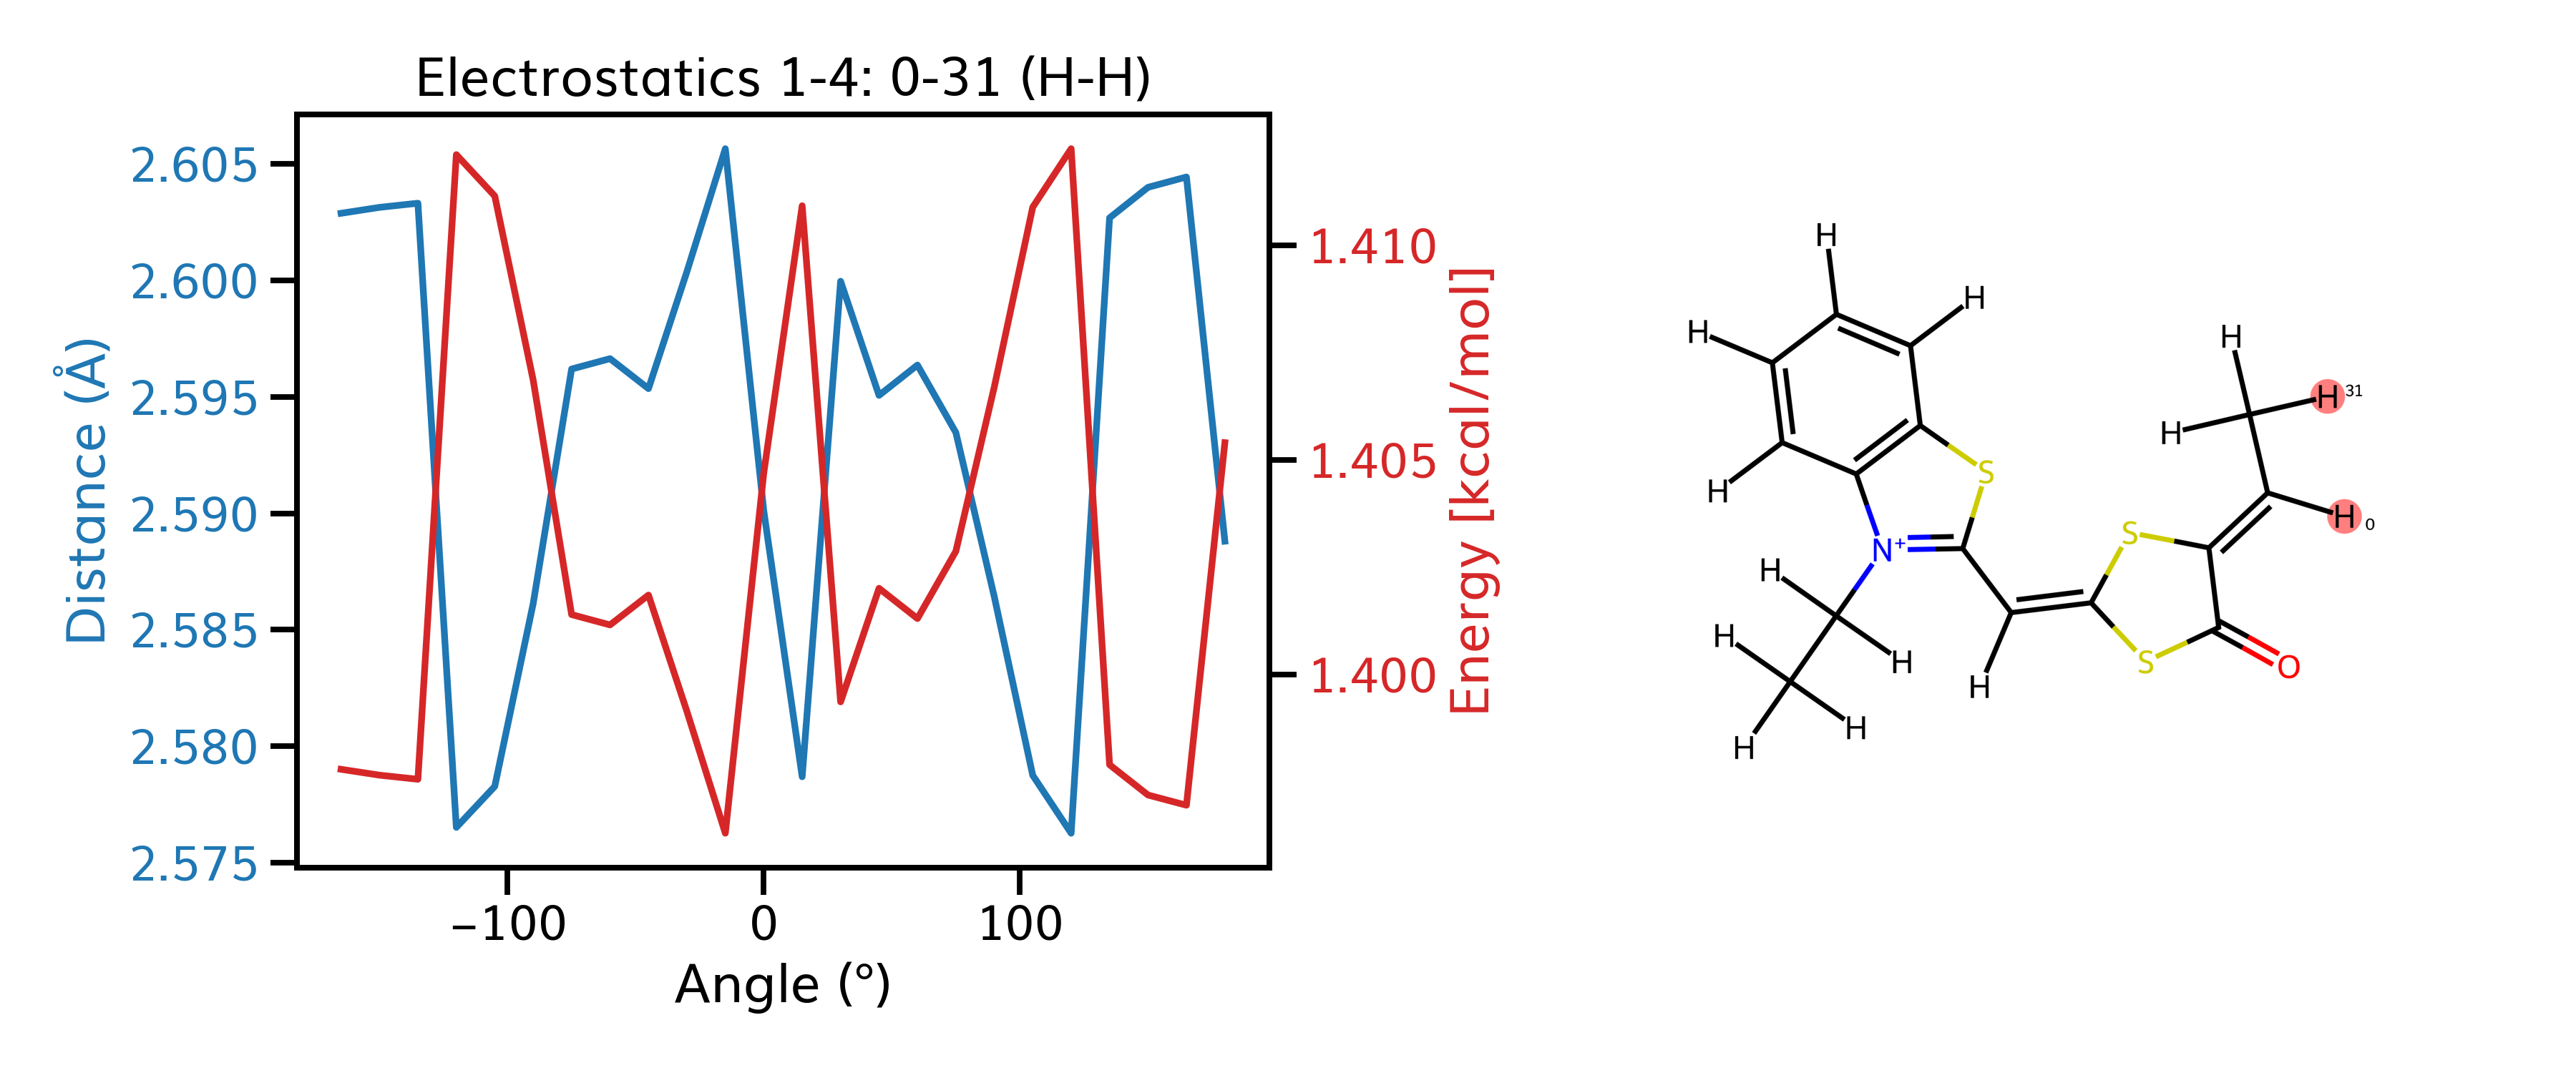 Electrostatics 1-4: 0-31 (H-H)
2.605
2.600
2.595
2.590
2.585
2.580
2.575
Distance (Å)
−100
0
100
Angle (°)
1.410
1.405
1.400
Energy [kcal/mol]
H
H
H
H
H
H 31
S
H
H
H 0
S
N+
H
H
H
S
O
H
H
H